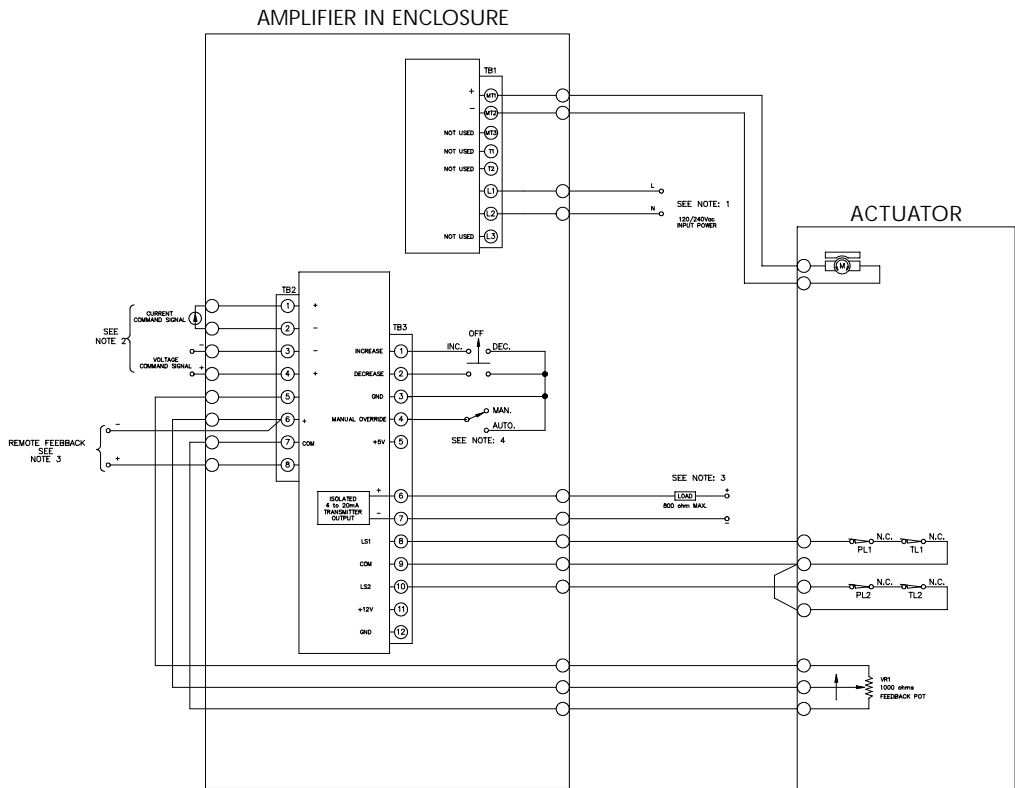 AMPLIFIER IN ENCLOSURE
TB1
+ MT1
- MT2
NOT USED MT3
NOT USED T1
NOT USED T2
L1 L
L2 N
NOT USED L3
SEE NOTE: 1
120/240Vac
INPUT POWER
ACTUATOR
M
TB2
CURRENT
COMMAND SIGNAL
1 +
2 -
SEE
NOTE 2
VOLTAGE
COMMAND SIGNAL
- 3 -
+ 4 +
5
6 +
7 COM
8
REMOTE FEEBBACK
SEE
NOTE 3
-
+
TB3
INCREASE 1
DECREASE 2
GND 3
MANUAL OVERRIDE 4
+5V 5
OFF
INC. DEC.
MAN.
AUTO.
SEE NOTE: 4
ISOLATED
4 to 20mA
TRANSMITTER
OUTPUT
+ 6
- 7
SEE NOTE: 3
LOAD +
800 ohm MAX.
-
LS1 8
COM 9
LS2 10
+12V 11
GND 12
N.C. N.C.
PL1 TL1
N.C. N.C.
PL2 TL2
VR1
1000 ohms
FEEDBACK POT